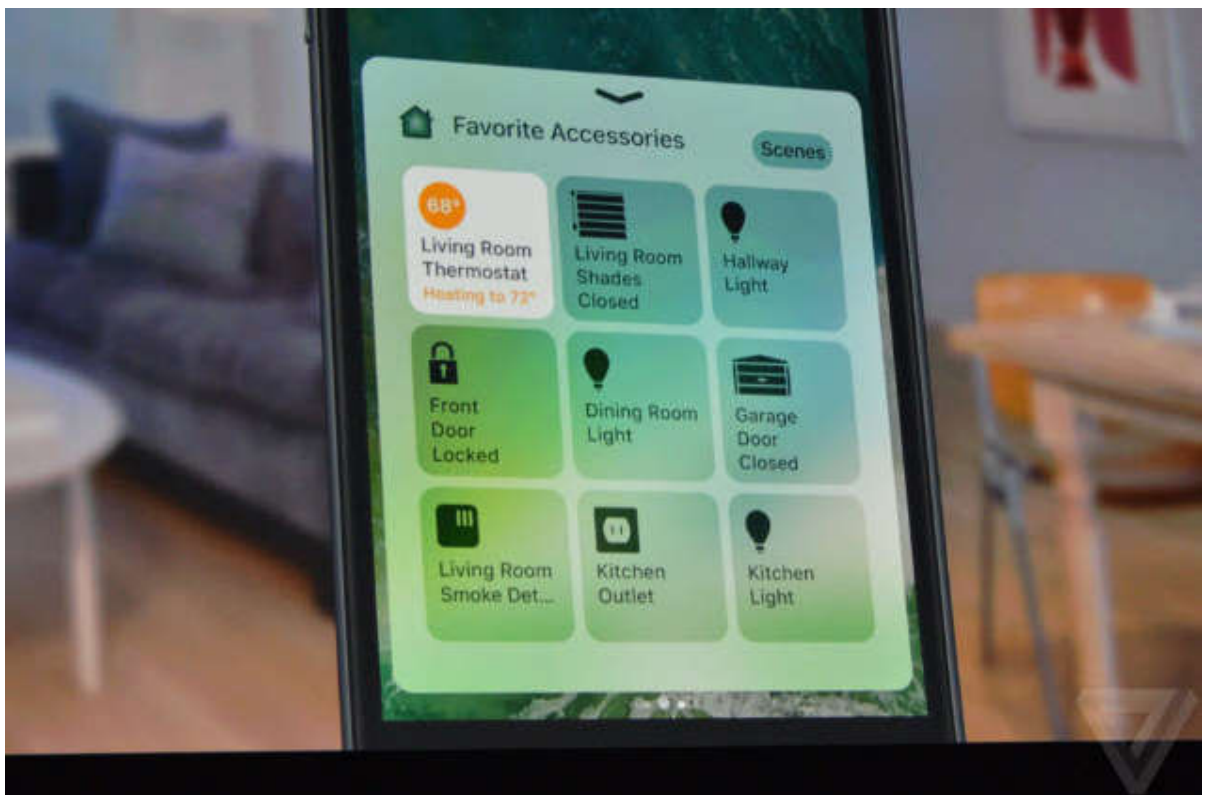 Favorite Accessories
Scenes
68°
Living Room
Thermostat
Heating to 73°
Living Room
Shades
Closed
Hallway
Light
Front
Door
Locked
Dining Room
Light
Garage
Door
Closed
Living Room
Smoke Det...
Kitchen
Outlet
Kitchen
Light